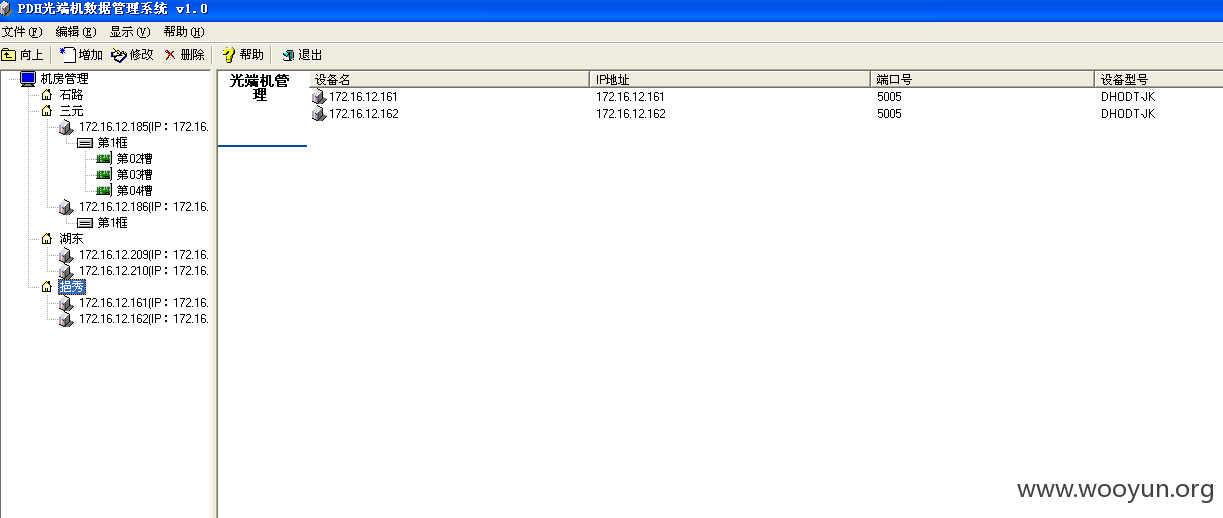 PDH光端机数据管理系统 v1.0
文件(F) 编辑(E) 显示(V) 帮助(H)
向上 增加 修改 删除 帮助 退出
机房管理
石路
三元
172.16.12.185(IP：172.16.
第1框
第02槽
第03槽
第04槽
172.16.12.186(IP：172.16.
第1框
湖东
172.16.12.209(IP：172.16.
172.16.12.210(IP：172.16.
挹秀
172.16.12.161(IP：172.16.
172.16.12.162(IP：172.16.
光端机管
理
设备名 IP地址 端口号 设备型号
172.16.12.161 172.16.12.161 5005 DHODT-JK
172.16.12.162 172.16.12.162 5005 DHODT-JK
www.wooyun.org